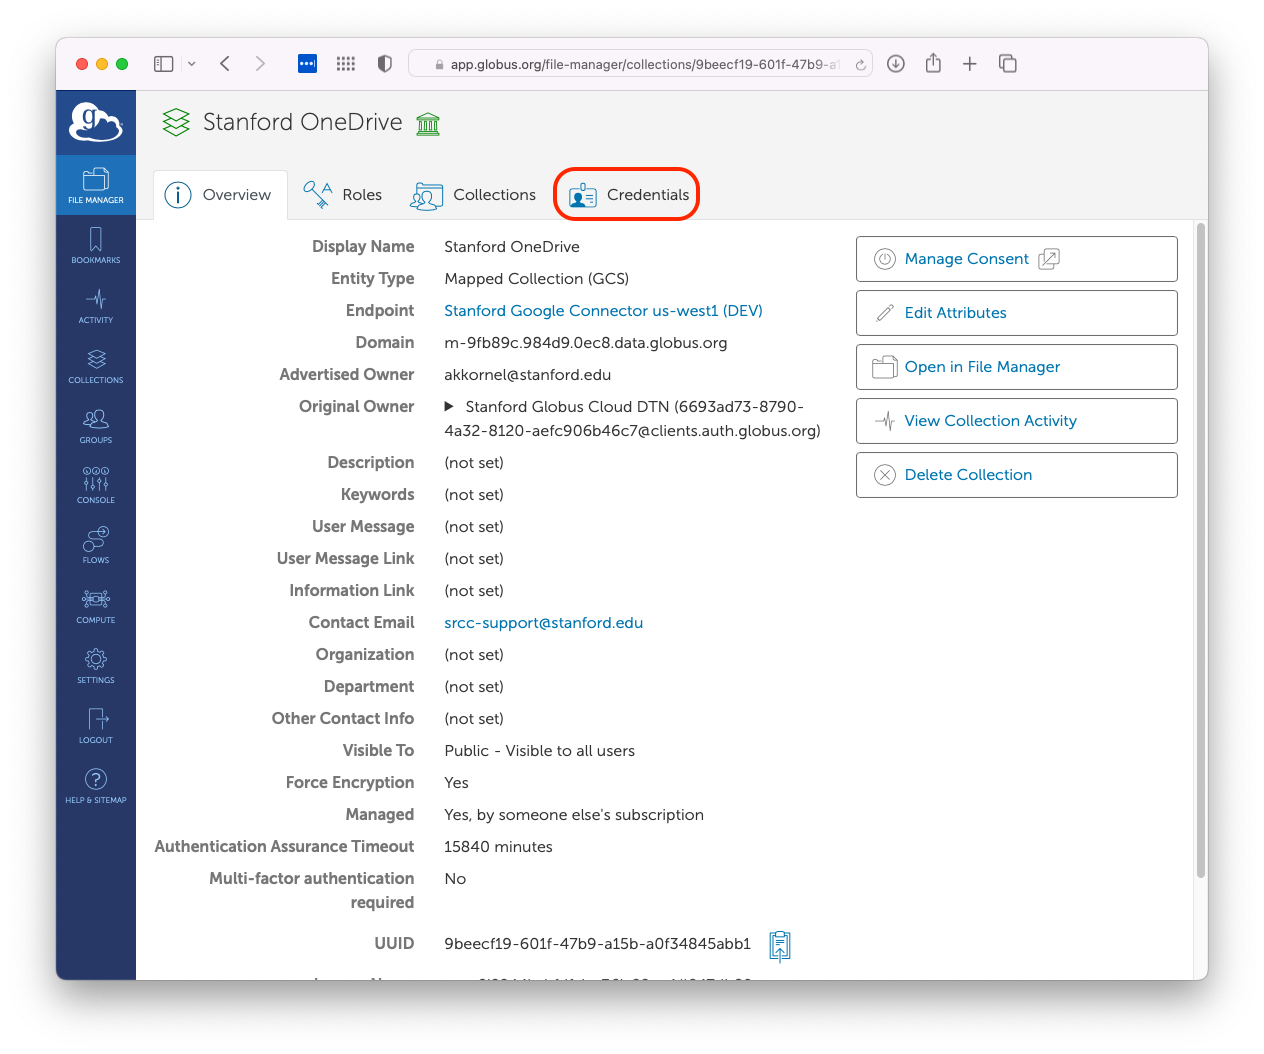 app.globus.org/file-manager/collections/9beecf19-601f-47b9-a1
g
Stanford OneDrive
FILE MANAGER
BOOKMARKS
ACTIVITY
COLLECTIONS
GROUPS
CONSOLE
FLOWS
COMPUTE
SETTINGS
LOGOUT
HELP & SITEMAP
Overview
Roles
Collections
Credentials
Display Name Stanford OneDrive
Entity Type Mapped Collection (GCS)
Endpoint Stanford Google Connector us-west1 (DEV)
Domain m-9fb89c.984d9.0ec8.data.globus.org
Advertised Owner akkornel@stanford.edu
Original Owner ▶ Stanford Globus Cloud DTN (6693ad73-8790-
4a32-8120-aefc906b46c7@clients.auth.globus.org)
Description (not set)
Keywords (not set)
User Message (not set)
User Message Link (not set)
Information Link (not set)
Contact Email srcc-support@stanford.edu
Organization (not set)
Department (not set)
Other Contact Info (not set)
Visible To Public - Visible to all users
Force Encryption Yes
Managed Yes, by someone else's subscription
Authentication Assurance Timeout 15840 minutes
Multi-factor authentication No
required
UUID 9beecf19-601f-47b9-a15b-a0f34845abb1
Manage Consent
Edit Attributes
Open in File Manager
View Collection Activity
Delete Collection